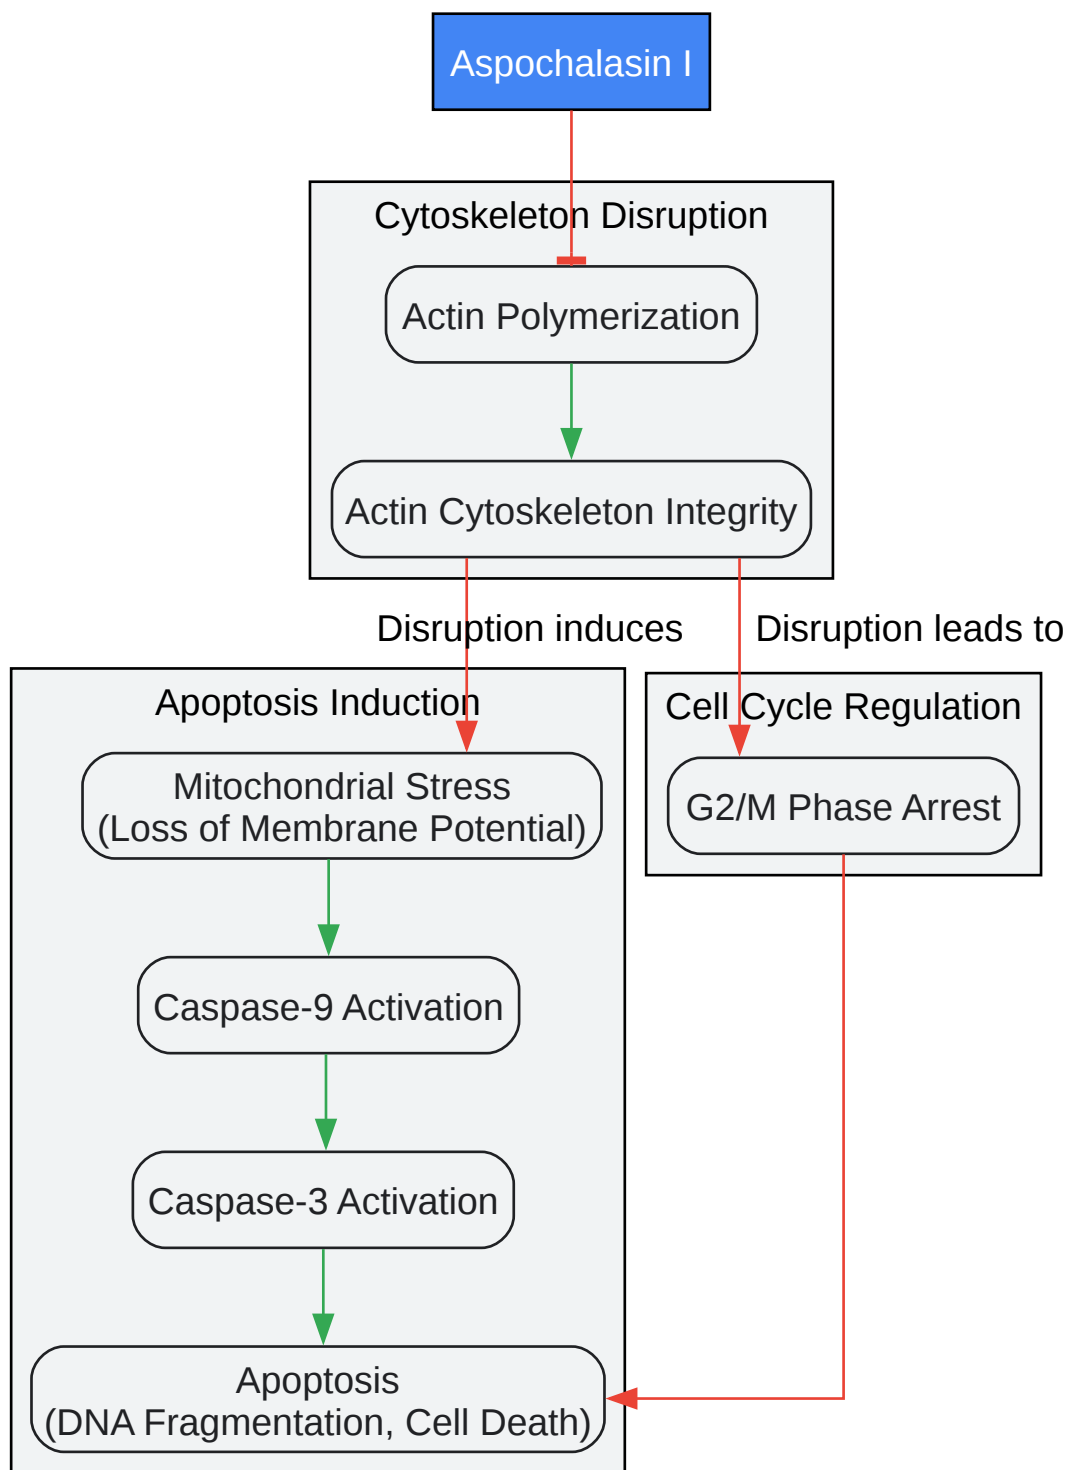 Aspochalasin I
Cytoskeleton Disruption
Actin Polymerization
Actin Cytoskeleton Integrity
Disruption induces
Disruption leads to
Apoptosis Induction
Cell Cycle Regulation
Mitochondrial Stress
(Loss of Membrane Potential)
G2/M Phase Arrest
Caspase-9 Activation
Caspase-3 Activation
Apoptosis
(DNA Fragmentation, Cell Death)